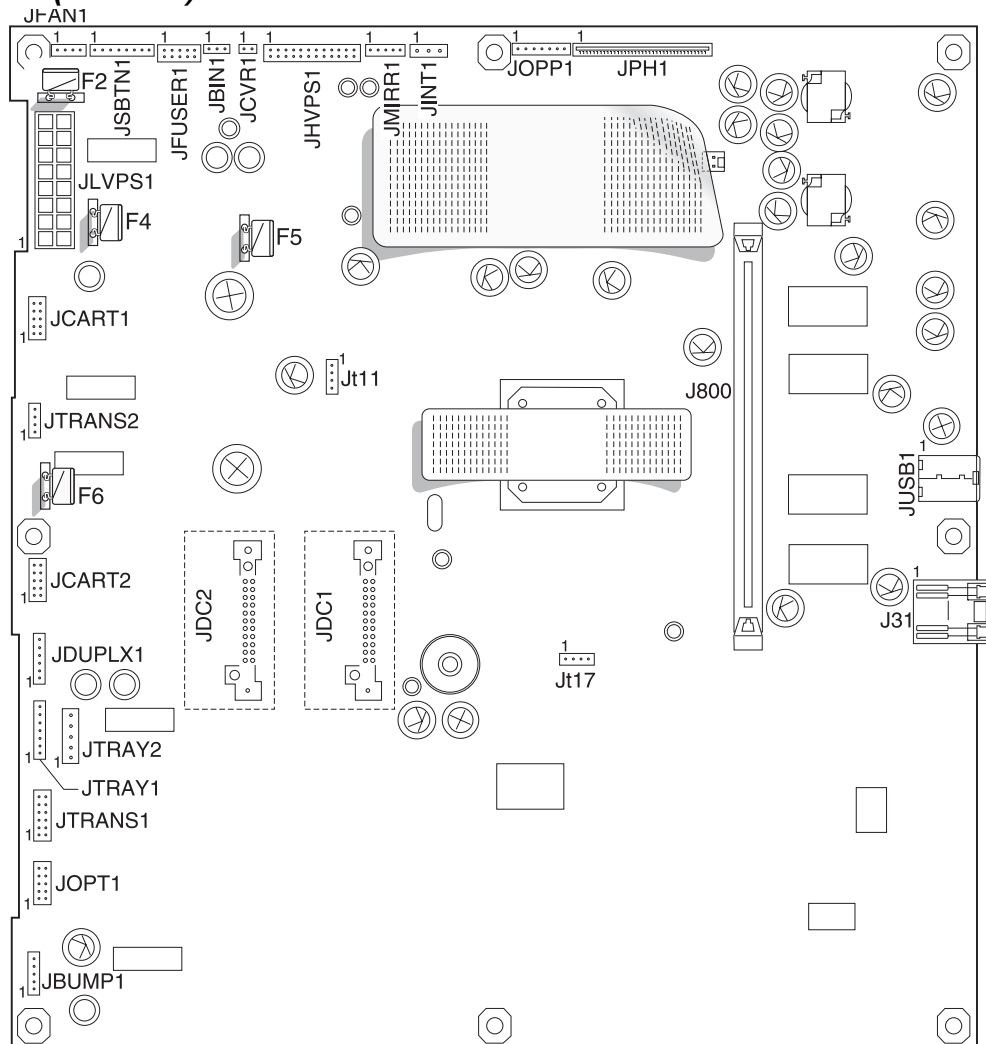 JFAN1
1 1 1 1 1 1 1 1 1 1
F2
JSBTN1
JFUSER1
JBIN1
JCVR1
JHVPS1
JMIRR1
JINT1
JOPP1
JPH1
JLVPS1
F4
F5
1
JCART1
1
1
Jt11
J800
JTRANS2
1
1
JUSB1
F6
JCART2
1
JDC2
JDC1
1
J31
JDUPLX1
1
1
Jt17
JTRAY2
1
1
JTRAY1
JTRANS1
1
JOPT1
1
JBUMP1
1